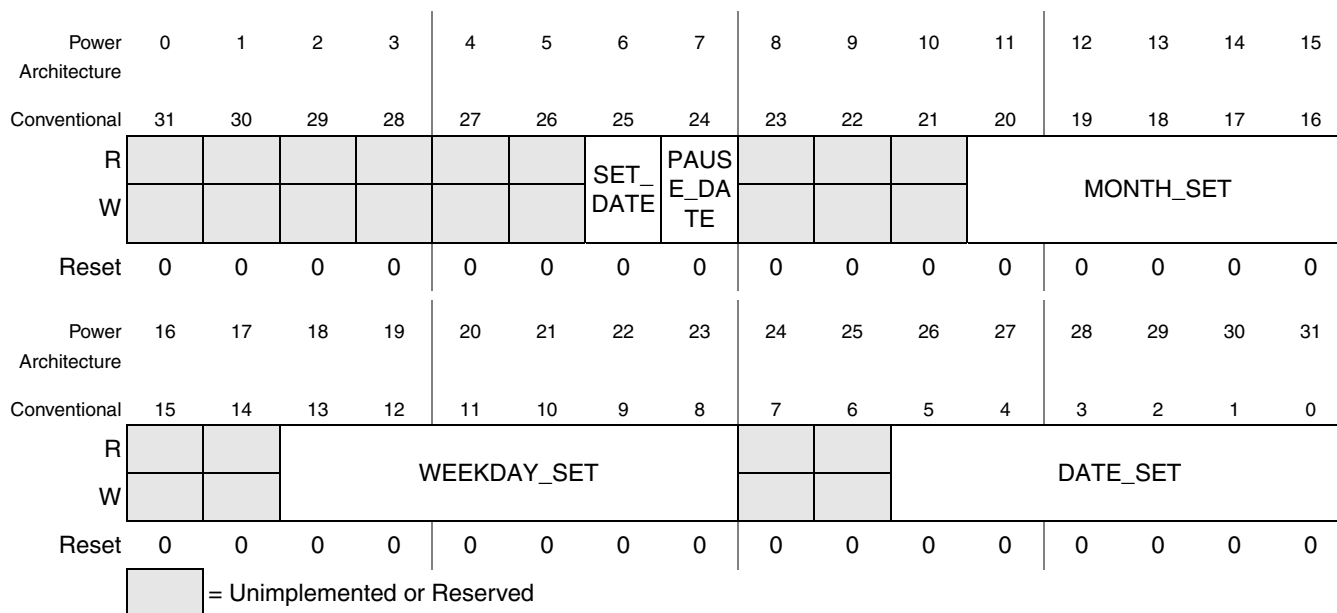 Power Architecture 0 1 2 3 4 5 6 7 8 9 10 11 12 13 14 15
Conventional 31 30 29 28 27 26 25 24 23 22 21 20 19 18 17 16
R
W
SET_
DATE
PAUS
E_DA
TE
MONTH_SET
Reset 0 0 0 0 0 0 0 0 0 0 0 0 0 0 0 0
Power Architecture 16 17 18 19 20 21 22 23 24 25 26 27 28 29 30 31
Conventional 15 14 13 12 11 10 9 8 7 6 5 4 3 2 1 0
R
W
WEEKDAY_SET
DATE_SET
Reset 0 0 0 0 0 0 0 0 0 0 0 0 0 0 0 0
= Unimplemented or Reserved